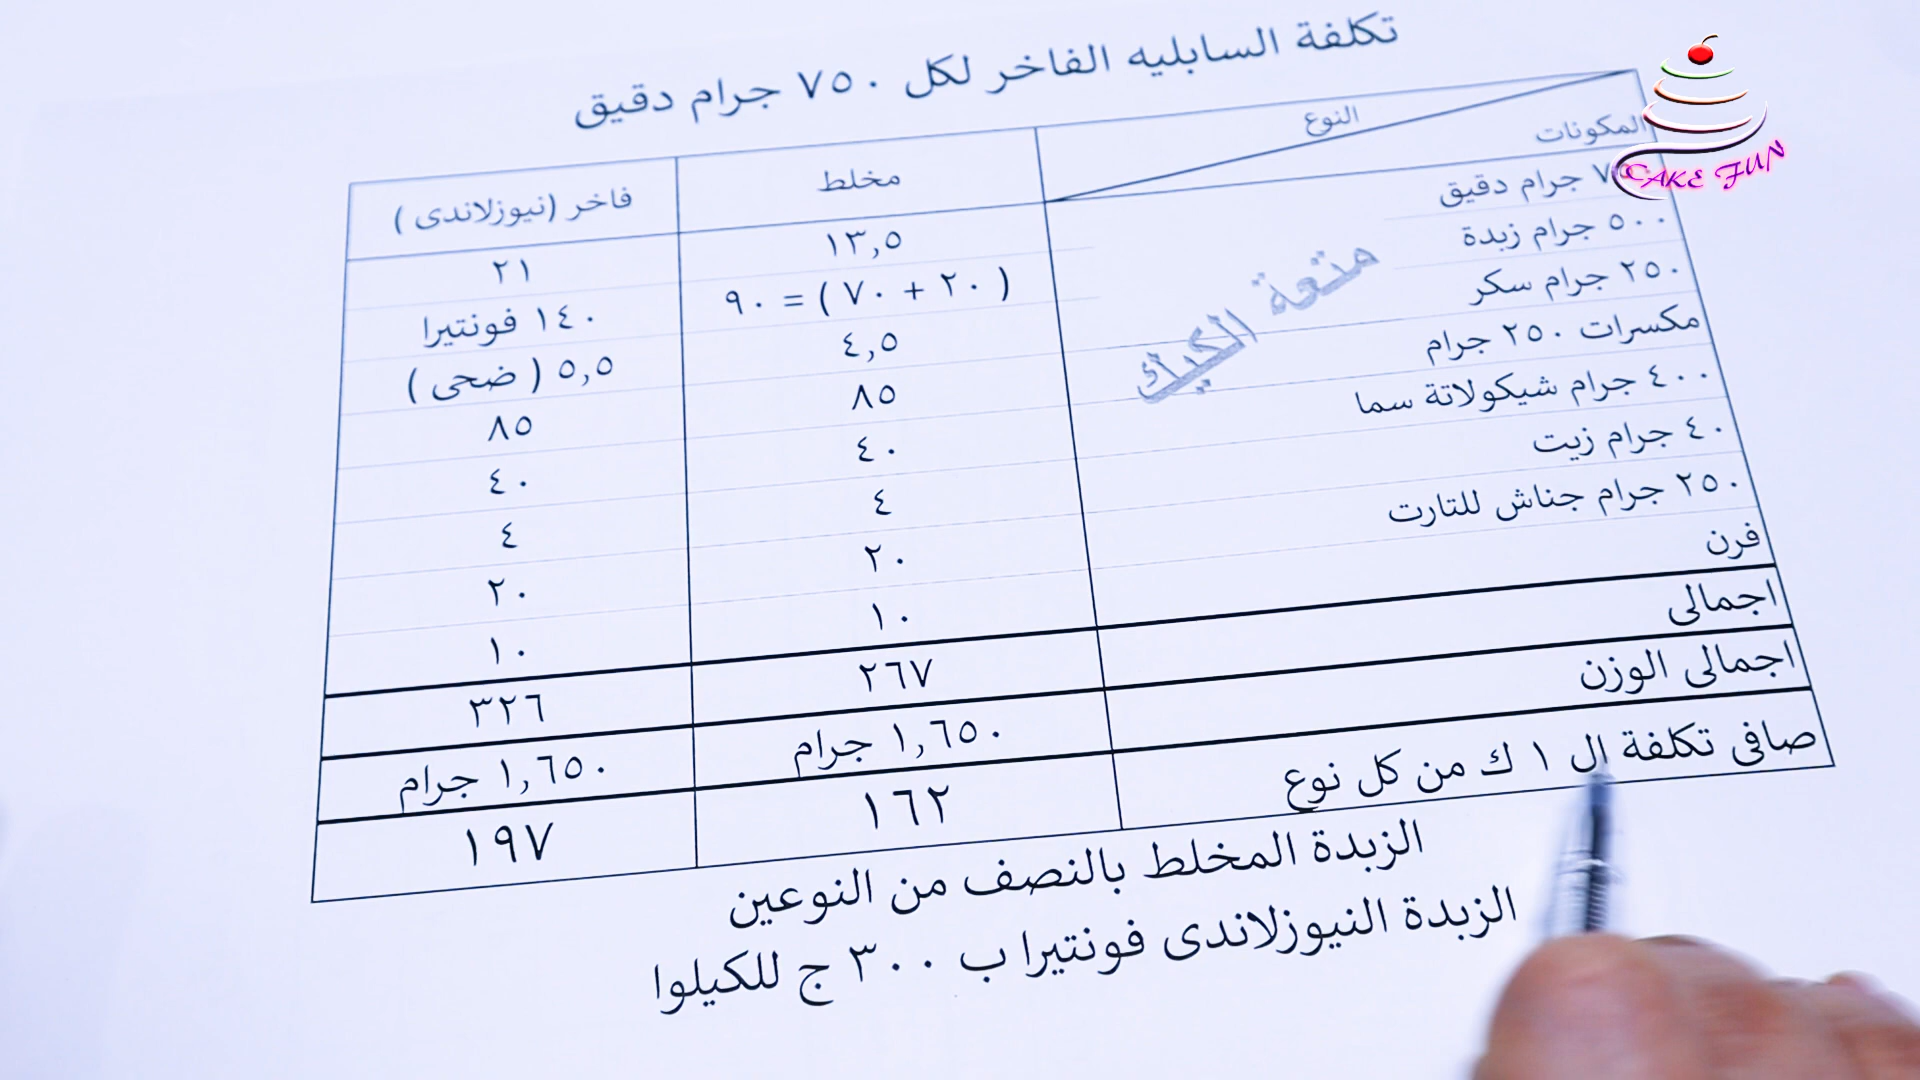 تكلفة السابليه الفاخر لكل ٧٥٠ جرام دقيق
المكونات النوع مخلط فاخر (نيوزلاندى )
٧٥٠ جرام دقيق ١٣,٥ ٢١
٥٠٠ جرام زبدة ( ٢٠ + ٧٠ ) = ٩٠ ١٤٠ فونتيرا
٢٥٠ جرام سكر ٤,٥ ٥,٥ ( ضحى )
مكسرات ٢٥٠ جرام ٨٥ ٨٥
٤٠٠ جرام شيكولاتة سما ٤٠ ٤٠
٤٠ جرام زيت ٤ ٤
٢٥٠ جرام جناش للتارت ٢٠ ٢٠
فرن ١٠ ١٠
اجمالى ٢٦٧ ٣٢٦
اجمالى الوزن ١,٦٥٠ جرام ١,٦٥٠ جرام
صافى تكلفة ال ١ ك من كل نوع ١٦٢ ١٩٧
الزبدة المخلط بالنصف من النوعين
الزبدة النيوزلاندى فونتيرا ب ٣٠٠ ج للكيلوا
متعة الكيك
CAKE FUN